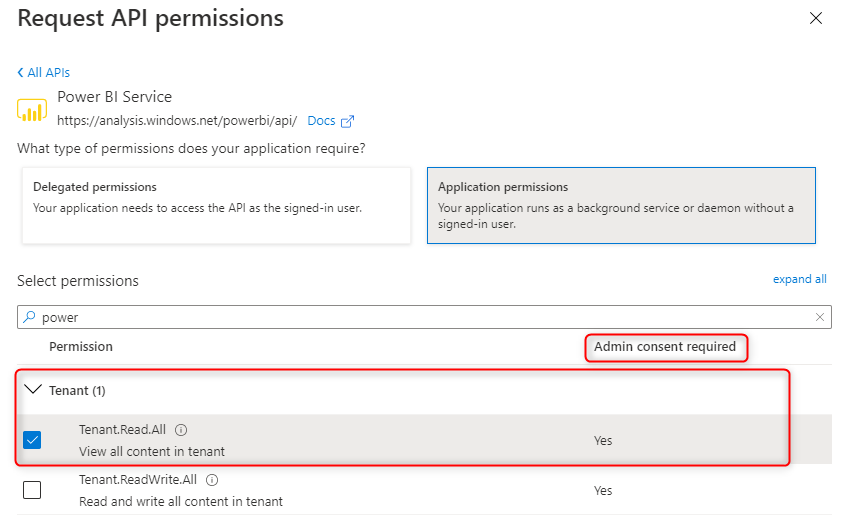 Request API permissions
All APIs
Power BI Service
https://analysis.windows.net/powerbi/api/ Docs
What type of permissions does your application require?
Delegated permissions
Your application needs to access the API as the signed-in user.
Application permissions
Your application runs as a background service or daemon without a
signed-in user.
Select permissions
expand all
power
Permission
Admin consent required
Tenant (1)
Tenant.Read.All
View all content in tenant
Yes
Tenant.ReadWrite.All
Read and write all content in tenant
Yes